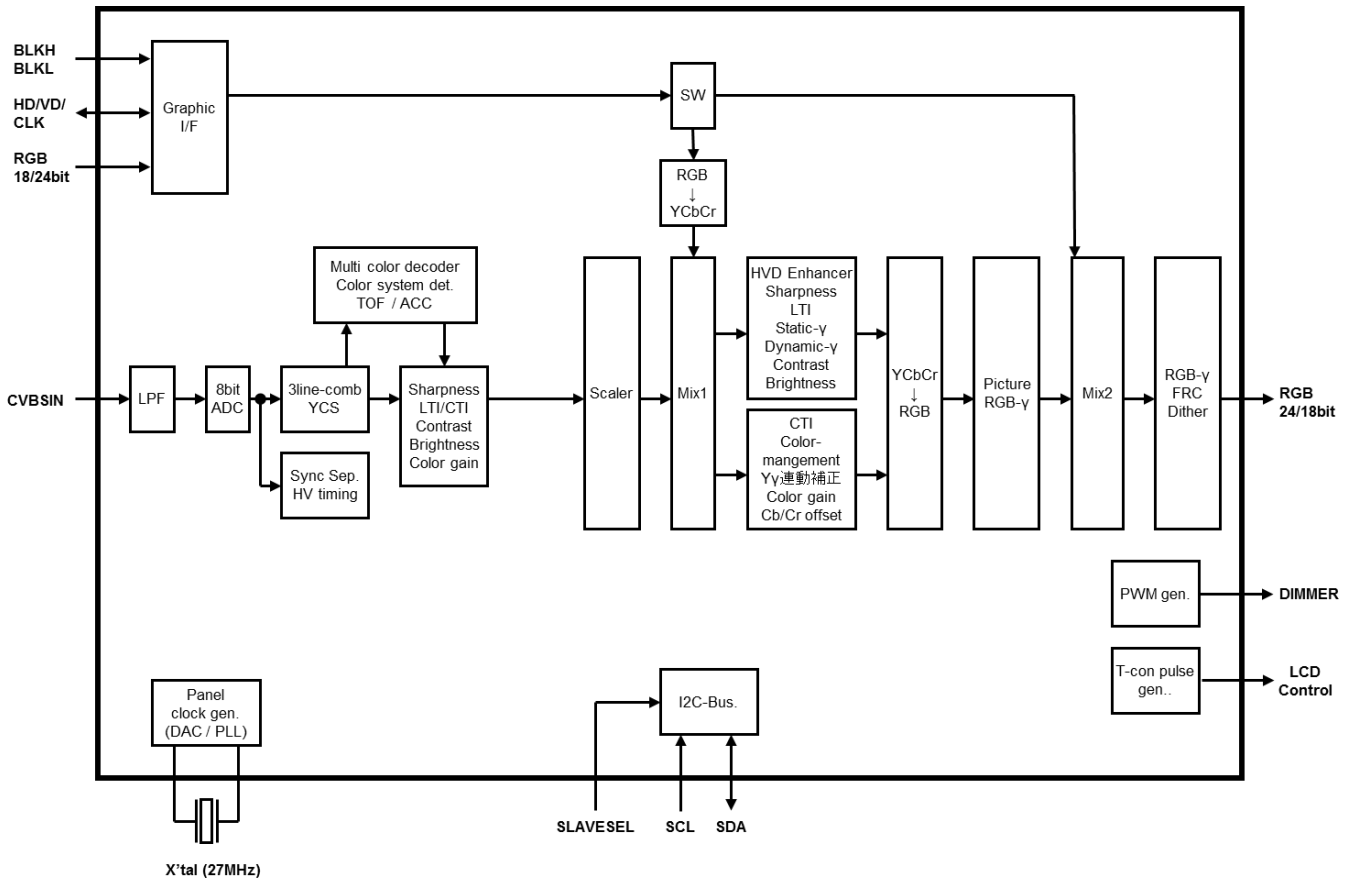 BLKH
BLKL
HD/VD/
CLK
RGB
18/24bit
Graphic
I/F
SW
RGB
↓
YCbCr
Multi color decoder
Color system det.
TOF / ACC
CVBSIN
LPF
8bit
ADC
3line-comb
YCS
Sync Sep.
HV timing
Sharpness
LTI/CTI
Contrast
Brightness
Color gain
Scaler
Mix1
HVD Enhancer
Sharpness
LTI
Static-γ
Dynamic-γ
Contrast
Brightness
CTI
Color-
mangement
Yγ連動補正
Color gain
Cb/Cr offset
YCbCr
↓
RGB
Picture
RGB-γ
Mix2
RGB-γ
FRC
Dither
RGB
24/18bit
PWM gen.
DIMMER
T-con pulse
gen..
LCD
Control
Panel
clock gen.
(DAC / PLL)
X'tal (27MHz)
I2C-Bus.
SLAVESEL
SCL
SDA